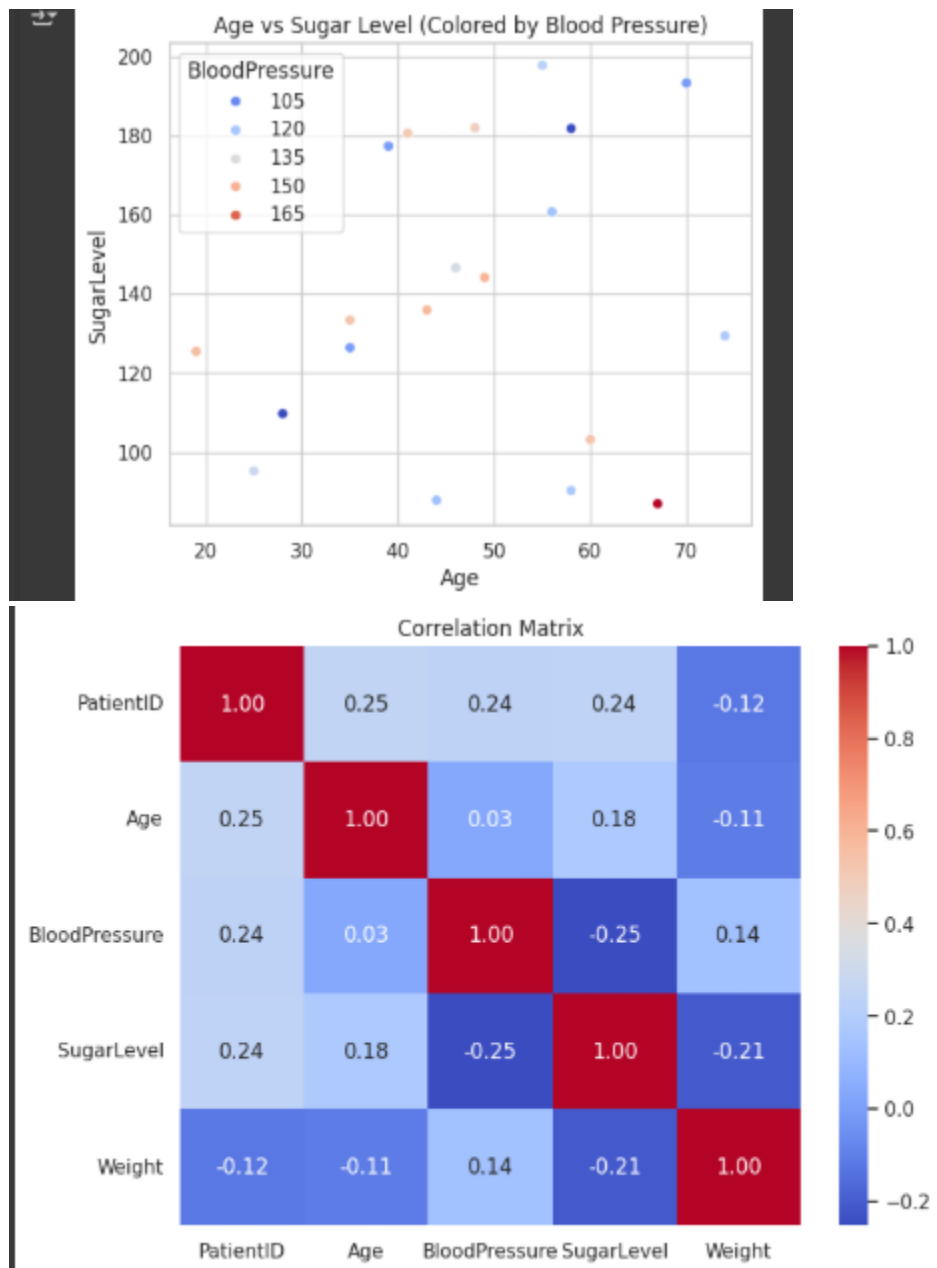 Age vs Sugar Level (Colored by Blood Pressure)
BloodPressure
105
120
135
150
165
200
180
160
140
120
100
SugarLevel
20 30 40 50 60 70
Age
Correlation Matrix
PatientID 1.00 0.25 0.24 0.24 -0.12
Age 0.25 1.00 0.03 0.18 -0.11
BloodPressure 0.24 0.03 1.00 -0.25 0.14
SugarLevel 0.24 0.18 -0.25 1.00 -0.21
Weight -0.12 -0.11 0.14 -0.21 1.00
PatientID Age BloodPressure SugarLevel Weight
1.0
0.8
0.6
0.4
0.2
0.0
−0.2